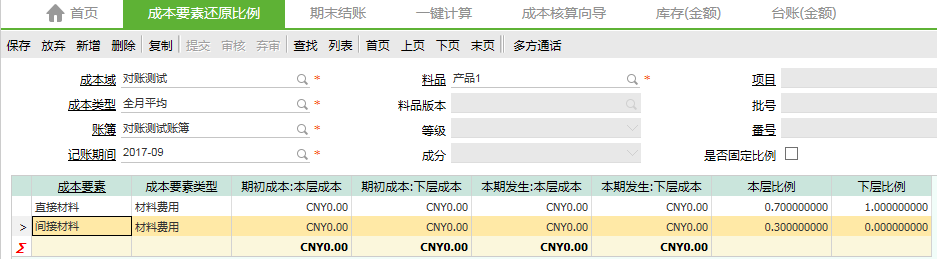 首页 成本要素还原比例 期末结账 一键计算 成本核算向导 库存(金额) 台账(金额)
保存 放弃 新增 删除 复制 提交 审核 弃审 查找 列表 首页 上页 下页 末页 多方通话
成本域 对账测试 * 料品 产品1 * 项目
成本类型 全月平均 * 料品版本 批号
账簿 对账测试账簿 * 等级 番号
记账期间 2017-09 * 成分 是否固定比例
成本要素 成本要素类型 期初成本:本层成本 期初成本:下层成本 本期发生:本层成本 本期发生:下层成本 本层比例 下层比例
直接材料 材料费用 CNY0.00 CNY0.00 CNY0.00 CNY0.00 0.700000000 1.000000000
> 间接材料 材料费用 CNY0.00 CNY0.00 CNY0.00 CNY0.00 0.300000000 0.000000000
Σ CNY0.00 CNY0.00 CNY0.00 CNY0.00